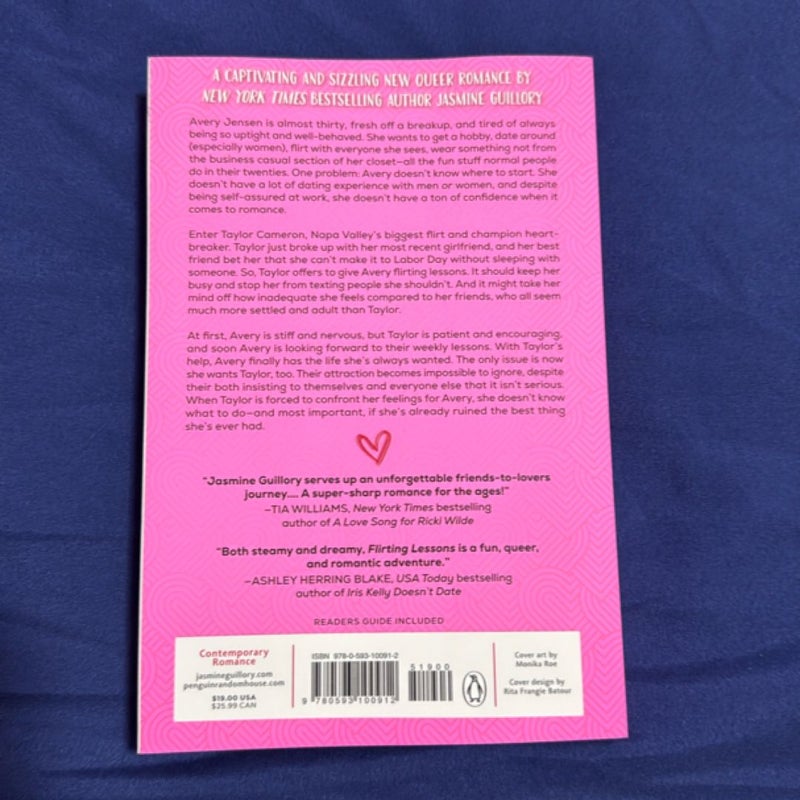 A CAPTIVATING AND SIZZLING NEW QUEER ROMANCE BY
NEW YORK TIMES BESTSELLING AUTHOR JASMINE GUILLORY
Avery Jensen is almost thirty, fresh off a breakup, and tired of always
being so uptight and well-behaved. She wants to get a hobby, date around
(especially women), flirt with everyone she sees, wear something not from
the business casual section of her closet—all the fun stuff normal people
do in their twenties. One problem: Avery doesn't know where to start. She
doesn't have a lot of dating experience with men or women, and despite
being self-assured at work, she doesn't have a ton of confidence when it
comes to romance.
Enter Taylor Cameron, Napa Valley's biggest flirt and champion heart-
breaker. Taylor just broke up with her most recent girlfriend, and her best
friend bet her that she can't make it to Labor Day without sleeping with
someone. So, Taylor offers to give Avery flirting lessons. It should keep her
busy and stop her from texting people she shouldn't. And it might take her
mind off how inadequate she feels compared to her friends, who all seem
much more settled and adult than Taylor.
At first, Avery is stiff and nervous, but Taylor is patient and encouraging,
and soon Avery is looking forward to their weekly lessons. With Taylor's
help, Avery finally has the life she's always wanted. The only issue is now
she wants Taylor, too. Their attraction becomes impossible to ignore, despite
their both insisting to themselves and everyone else that it isn't serious.
When Taylor is forced to confront her feelings for Avery, she doesn't know
what to do—and most important, if she's already ruined the best thing
she's ever had.
"Jasmine Guillory serves up an unforgettable friends-to-lovers
journey.... A super-sharp romance for the ages!"
—TIA WILLIAMS, New York Times bestselling
author of A Love Song for Ricki Wilde
"Both steamy and dreamy, Flirting Lessons is a fun, queer,
and romantic adventure."
—ASHLEY HERRING BLAKE, USA Today bestselling
author of Iris Kelly Doesn't Date
READERS GUIDE INCLUDED
Contemporary
Romance
jasmineguillory.com
penguinrandomhouse.com
$19.00 USA
$25.99 CAN
ISBN 978-0-593-10091-2
51900
9 780593 100912
Cover art by
Monika Roe
Cover design by
Rita Frangie Batour